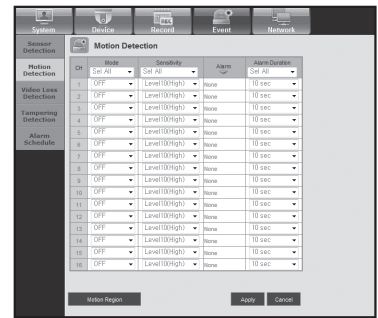 System Device Record Event Network
Sensor Detection
Motion Detection
Video Loss Detection
Tampering Detection
Alarm Schedule
Motion Detection
CH Mode Sensitivity Alarm Alarm Duration
Sel All Sel All Sel All
1 OFF Level10(High) None 10 sec
2 OFF Level10(High) None 10 sec
3 OFF Level10(High) None 10 sec
4 OFF Level10(High) None 10 sec
5 OFF Level10(High) None 10 sec
6 OFF Level10(High) None 10 sec
7 OFF Level10(High) None 10 sec
8 OFF Level10(High) None 10 sec
9 OFF Level10(High) None 10 sec
10 OFF Level10(High) None 10 sec
11 OFF Level10(High) None 10 sec
12 OFF Level10(High) None 10 sec
13 OFF Level10(High) None 10 sec
14 OFF Level10(High) None 10 sec
15 OFF Level10(High) None 10 sec
16 OFF Level10(High) None 10 sec
Motion Region Apply Cancel